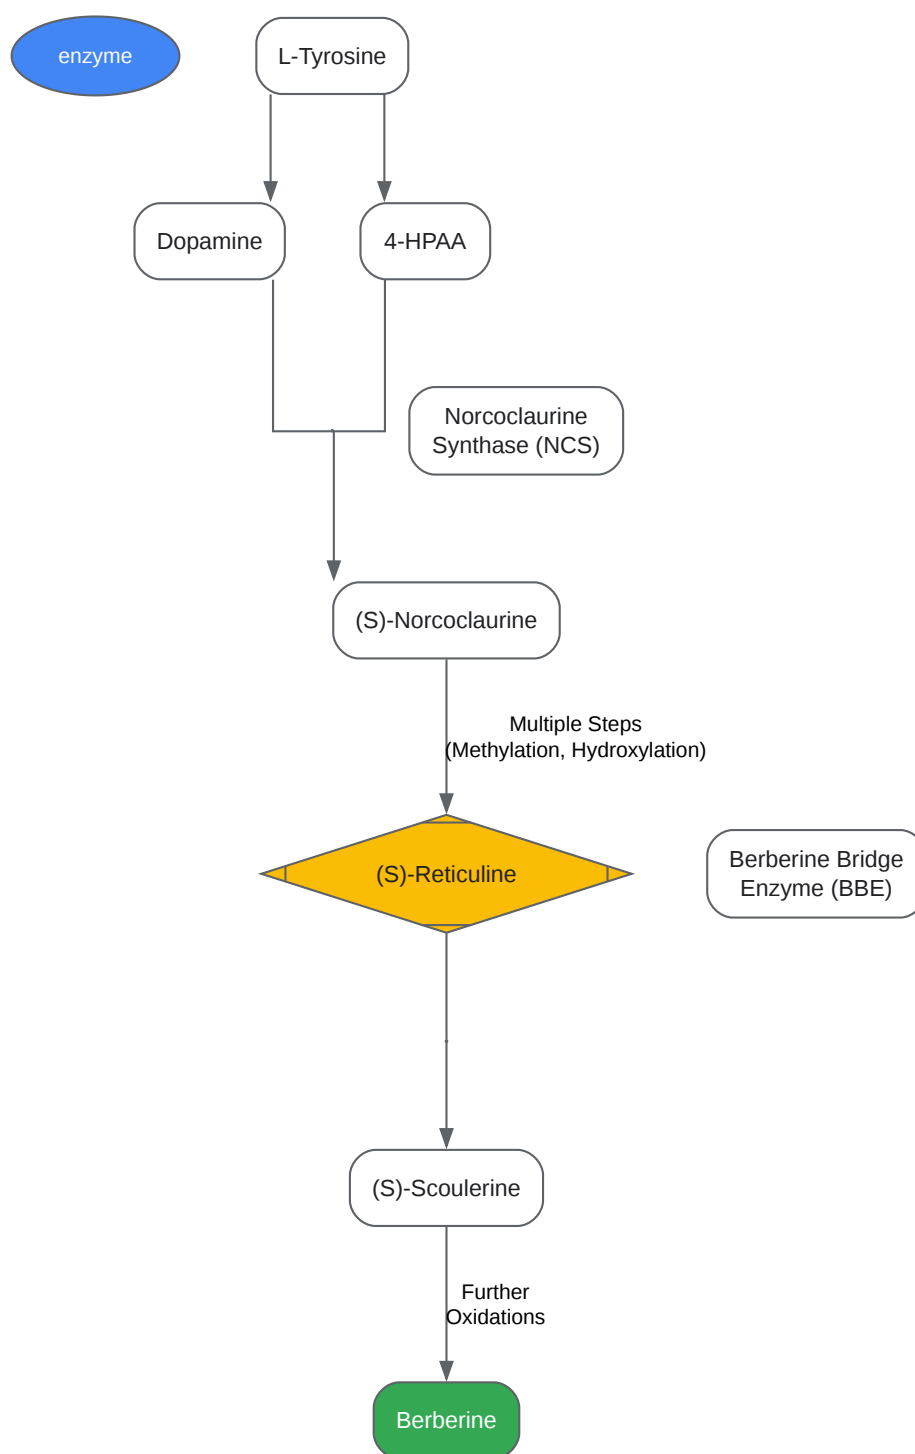 enzyme
L-Tyrosine
Dopamine
4-HPAA
Norcoclaurine
Synthase (NCS)
(S)-Norcoclaurine
Multiple Steps
(Methylation, Hydroxylation)
(S)-Reticuline
Berberine Bridge
Enzyme (BBE)
(S)-Scoulerine
Further
Oxidations
Berberine